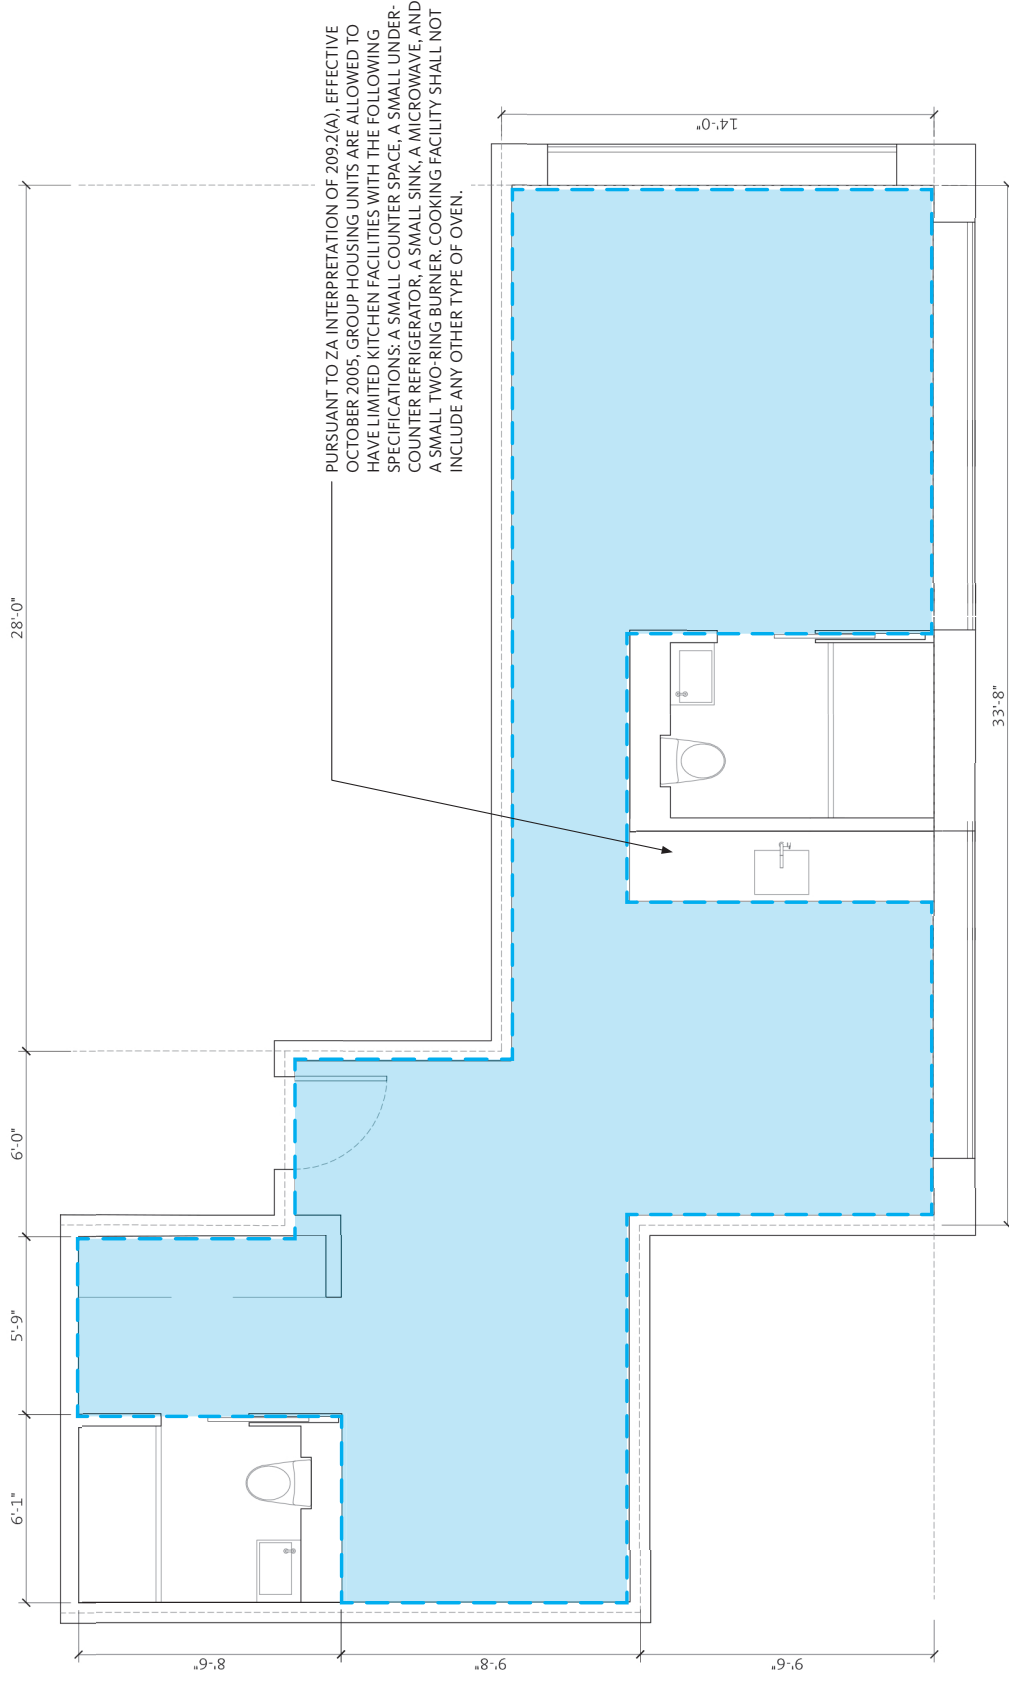 PURSUANT TO ZA INTERPRETATION OF 209.2(A), EFFECTIVE
OCTOBER 2005, GROUP HOUSING UNITS ARE ALLOWED TO
HAVE LIMITED KITCHEN FACILITIES WITH THE FOLLOWING
SPECIFICATIONS: A SMALL COUNTER SPACE, A SMALL UNDER-
COUNTER REFRIGERATOR, A SMALL SINK, A MICROWAVE, AND
A SMALL TWO-RING BURNER. COOKING FACILITY SHALL NOT
INCLUDE ANY OTHER TYPE OF OVEN.
6'-1"
5'-9"
6'-0"
28'-0"
14'-0"
33'-8"
8'-6"
9'-8"
9'-6"